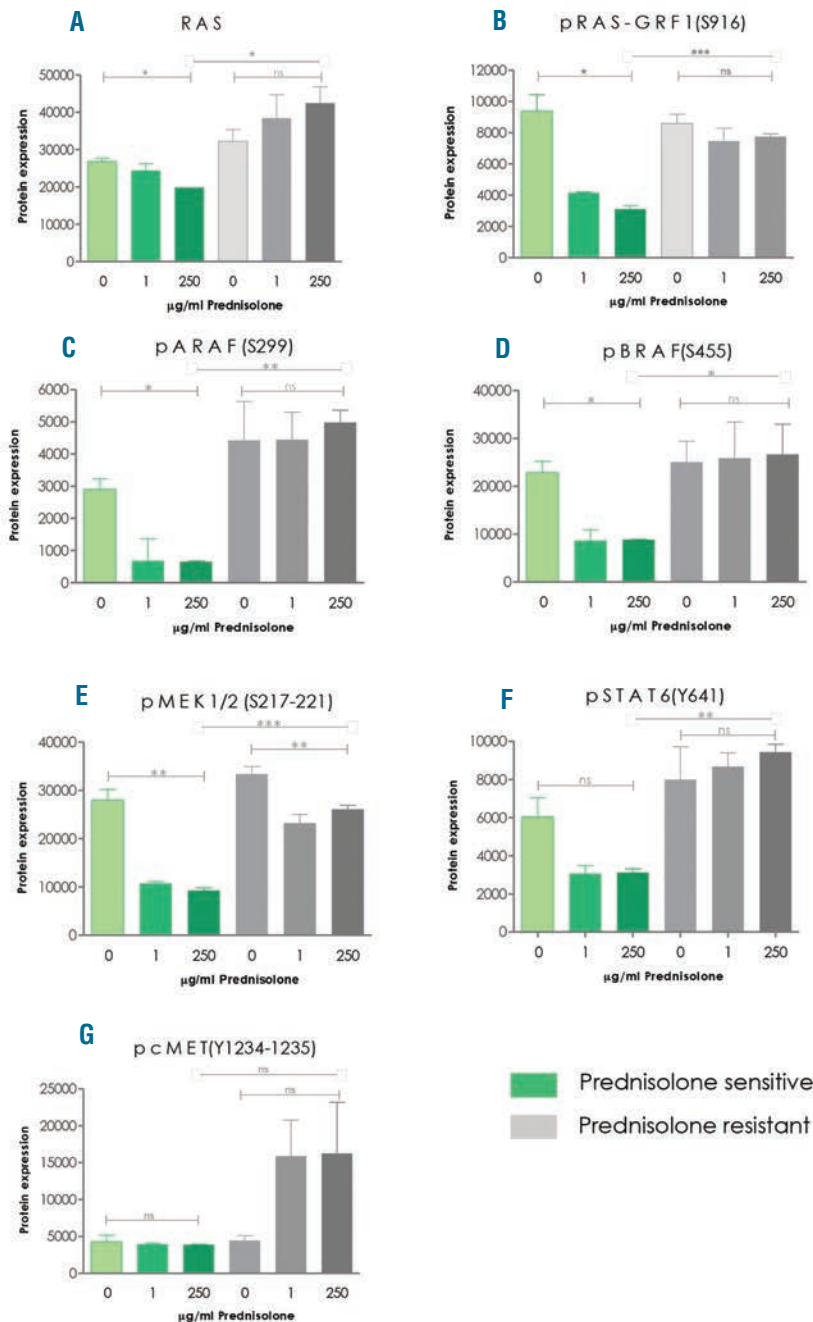 A
RAS
*
*
ns
50000
40000
30000
20000
10000
0
Protein expression
0 1 250 0 1 250
µg/ml Prednisolone
B
pRAS-GRF1(S916)
***
*
ns
12000
10000
8000
6000
4000
2000
0
Protein expression
0 1 250 0 1 250
µg/ml Prednisolone
C
pARAF(S299)
**
*
ns
6000
5000
4000
3000
2000
1000
0
Protein expression
0 1 250 0 1 250
µg/ml Prednisolone
D
pBRAF(S455)
*
*
ns
40000
30000
20000
10000
0
Protein expression
0 1 250 0 1 250
µg/ml Prednisolone
E
pMEK1/2 (S217-221)
***
**
**
40000
30000
20000
10000
0
Protein expression
0 1 250 0 1 250
µg/ml Prednisolone
F
pSTAT6(Y641)
**
ns
ns
10000
8000
6000
4000
2000
0
Protein expression
0 1 250 0 1 250
µg/ml Prednisolone
G
pcMET(Y1234-1235)
ns
ns
ns
25000
20000
15000
10000
5000
0
Protein expression
0 1 250 0 1 250
µg/ml Prednisolone
Prednisolone sensitive
Prednisolone resistant